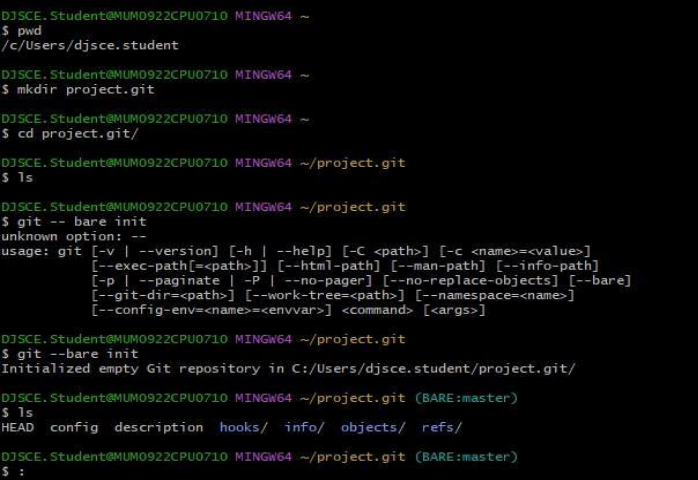 DJSCE.Student@MUM0922CPU0710 MINGW64 ~
$ pwd
/c/Users/djsce.student
DJSCE.Student@MUM0922CPU0710 MINGW64 ~
$ mkdir project.git
DJSCE.Student@MUM0922CPU0710 MINGW64 ~
$ cd project.git/
DJSCE.Student@MUM0922CPU0710 MINGW64 ~/project.git
$ ls
DJSCE.Student@MUM0922CPU0710 MINGW64 ~/project.git
$ git -- bare init
unknown option: --
usage: git [-v | --version] [-h | --help] [-C <path>] [-c <name>=<value>]
[--exec-path[=<path>]] [--html-path] [--man-path] [--info-path]
[-p | --paginate | -P | --no-pager] [--no-replace-objects] [--bare]
[--git-dir=<path>] [--work-tree=<path>] [--namespace=<name>]
[--config-env=<name>=<envvar>] <command> [<args>]
DJSCE.Student@MUM0922CPU0710 MINGW64 ~/project.git
$ git --bare init
Initialized empty Git repository in C:/Users/djsce.student/project.git/
DJSCE.Student@MUM0922CPU0710 MINGW64 ~/project.git (BARE:master)
$ ls
HEAD config description hooks/ info/ objects/ refs/
DJSCE.Student@MUM0922CPU0710 MINGW64 ~/project.git (BARE:master)
$ :